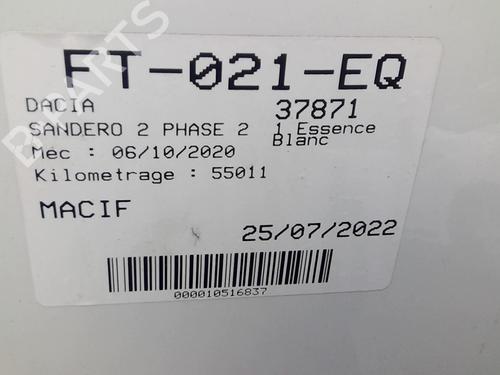 FT-021-EQ
DACIA 37871
SANDERO 2 PHASE 2 1 Essence
Blanc
Mec : 06/10/2020
Kilometrage : 55011
MACIF
25/07/2022
000010516837
B-PARTS